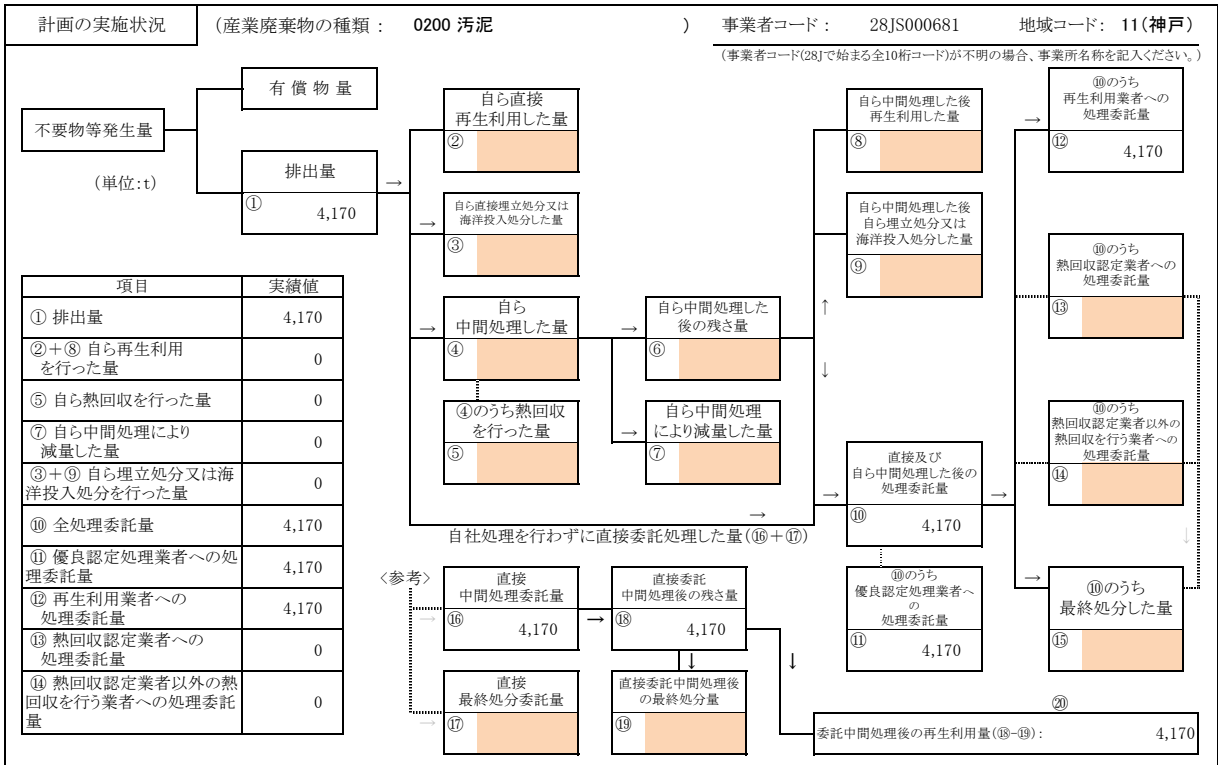 計画の実施状況
(産業廃棄物の種類： 0200 汚泥 )
事業者コード： 28JS000681 地域コード： 11(神戸)
(事業者コード(28Jで始まる全10桁コード)が不明の場合、事業所名称を記入ください。)
不要物等発生量
(単位:t)
有償物量
排出量
①
4,170
→
自ら直接
再生利用した量
②
→
自ら直接埋立処分又は
海洋投入処分した量
③
→
自ら
中間処理した量
④
④のうち熱回収
を行った量
⑤
→
自ら中間処理した
後の残さ量
⑥
→
自ら中間処理
により減量した量
⑦
自ら中間処理した後
再生利用した量
⑧
自ら中間処理した後
自ら埋立処分又は
海洋投入処分した量
⑨
↑
↓
→
自社処理を行わずに直接委託処理した量(⑯＋⑰)
→
直接及び
自ら中間処理した後の
処理委託量
⑩
4,170
→
⑩のうち
優良認定処理業者へ
の
処理委託量
⑪
4,170
→
⑩のうち
再生利用業者への
処理委託量
⑫
4,170
⑩のうち
熱回収認定業者への
処理委託量
⑬
⑩のうち
熱回収認定業者以外の
熱回収を行う業者への
処理委託量
⑭
↓
→
⑩のうち
最終処分した量
⑮
項目 実績値
① 排出量 4,170
②＋⑧ 自ら再生利用
を行った量 0
⑤ 自ら熱回収を行った量 0
⑦ 自ら中間処理により
減量した量 0
③＋⑨ 自ら埋立処分又は海
洋投入処分を行った量 0
⑩ 全処理委託量 4,170
⑪ 優良認定処理業者への処
理委託量 4,170
⑫ 再生利用業者への
処理委託量 4,170
⑬ 熱回収認定業者への
処理委託量 0
⑭ 熱回収認定業者以外の熱
回収を行う業者への処理委託
量 0
〈参考〉
→
直接
中間処理委託量
⑯
4,170
→
直接委託
中間処理後の残さ量
⑱
4,170
→
直接
最終処分委託量
⑰
↓
直接委託中間処理後
の最終処分量
⑲
↓
⑳
委託中間処理後の再生利用量(⑱-⑲)： 4,170